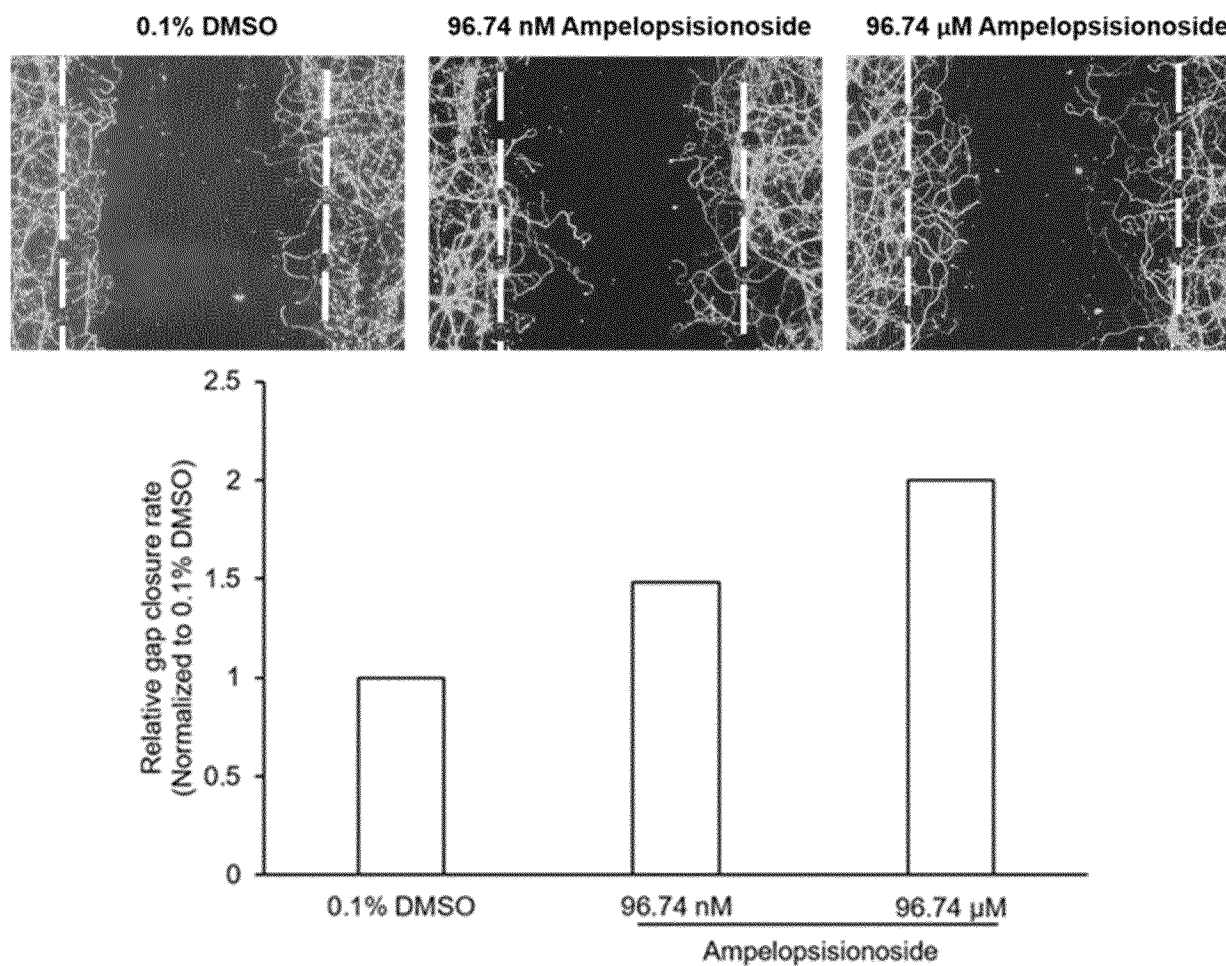 0.1% DMSO
96.74 nM Ampelopsisionoside
96.74 µM Ampelopsisionoside
Relative gap closure rate
(Normalized to 0.1% DMSO)
2.5
2
1.5
1
0.5
0
0.1% DMSO
96.74 nM
96.74 µM
Ampelopsisionoside